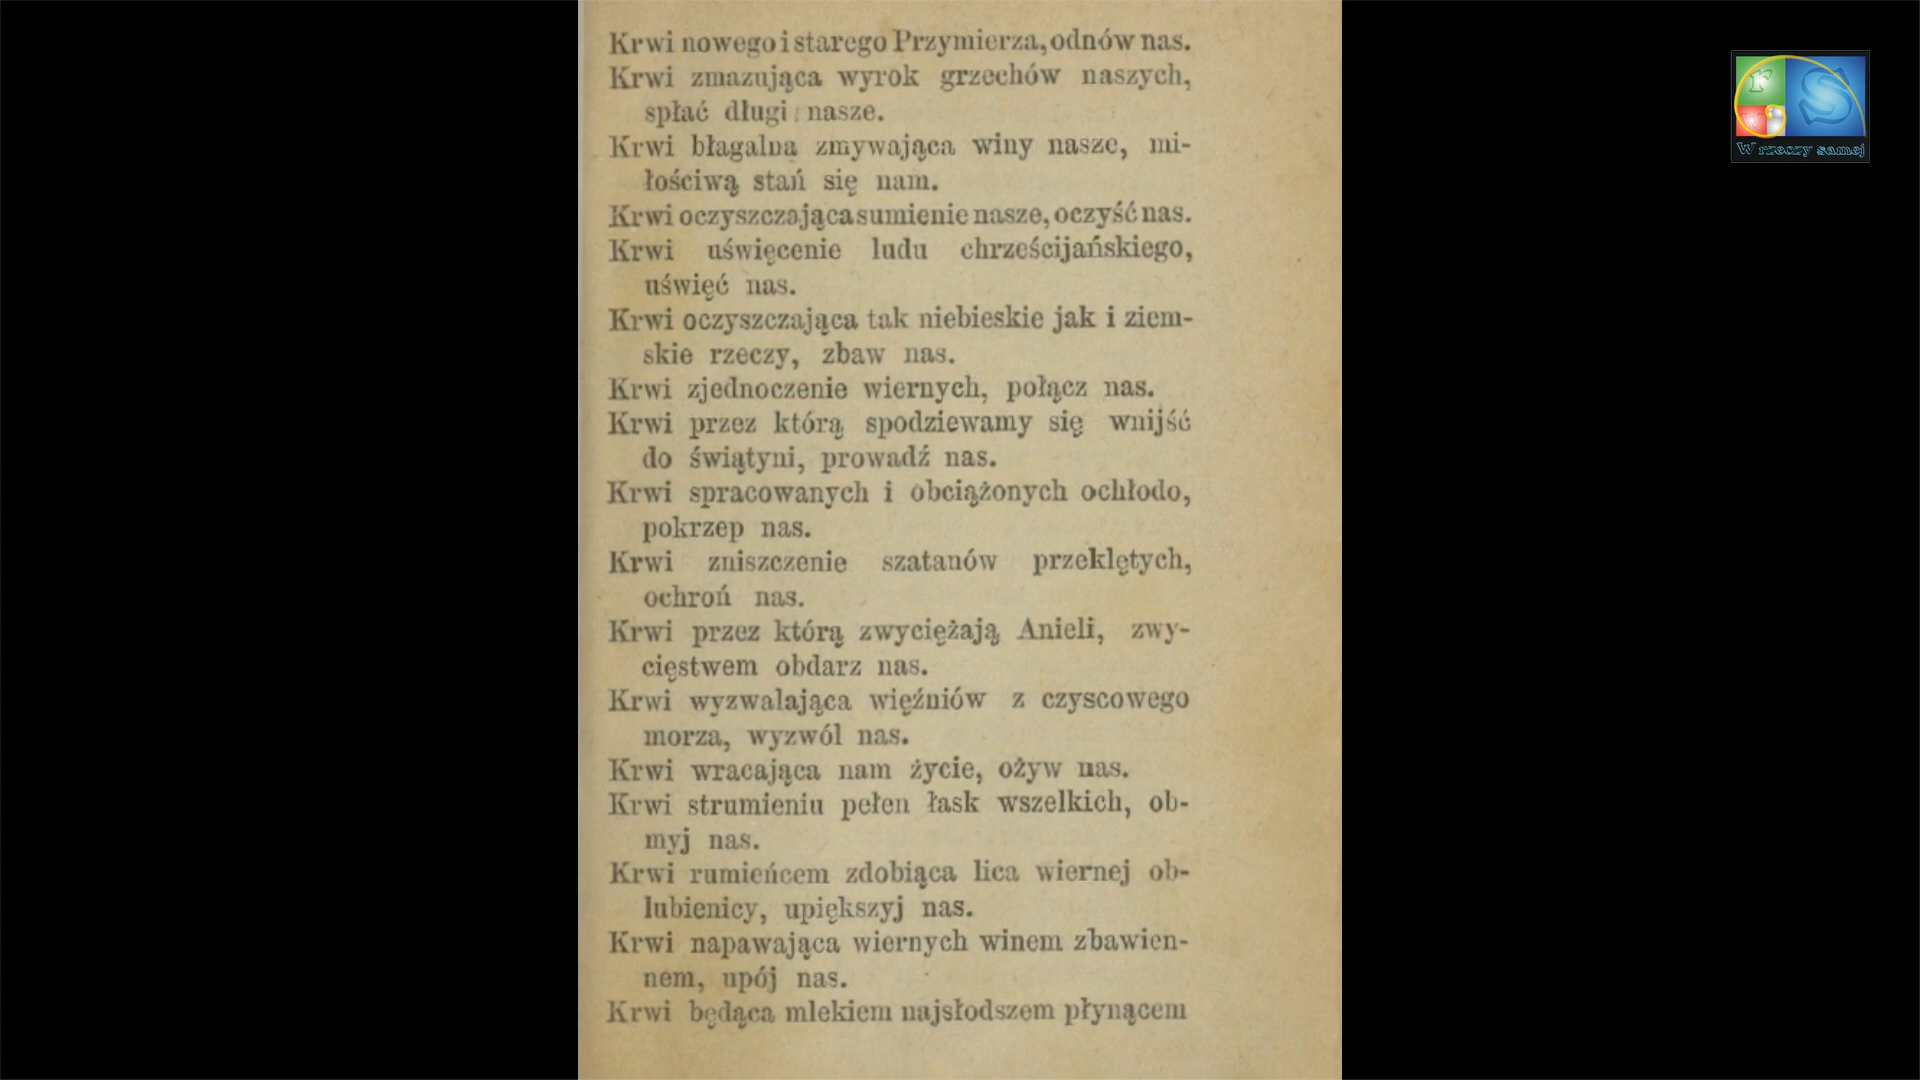 Krwi nowego i starego Przymierza, odnów nas.
Krwi zmazująca wyrok grzechów naszych,
spłać długi nasze.
Krwi błagalna zmywająca winy nasze, mi-
łościwą stań się nam.
Krwi oczyszczająca sumienie nasze, oczyść nas.
Krwi uświęcenie ludu chrześcijańskiego,
uświęć nas.
Krwi oczyszczająca tak niebieskie jak i ziem-
skie rzeczy, zbaw nas.
Krwi zjednoczenie wiernych, połącz nas.
Krwi przez którą spodziewamy się wnijść
do świątyni, prowadź nas.
Krwi spracowanych i obciążonych ochłodo,
pokrzep nas.
Krwi zniszczenie szatanów przeklętych,
ochroń nas.
Krwi przez którą zwyciężają Anieli, zwy-
cięstwem obdarz nas.
Krwi wyzwalająca więźniów z czyscowego
morza, wyzwól nas.
Krwi wracająca nam życie, ożyw nas.
Krwi strumieniu pełen łask wszelkich, ob-
myj nas.
Krwi rumieńcem zdobiąca lica wiernej ob-
lubienicy, upiększyj nas.
Krwi napawająca wiernych winem zbawien-
nem, upój nas.
Krwi będąca mlekiem najsłodszem płynącem
r S
w
W rzeczy samej